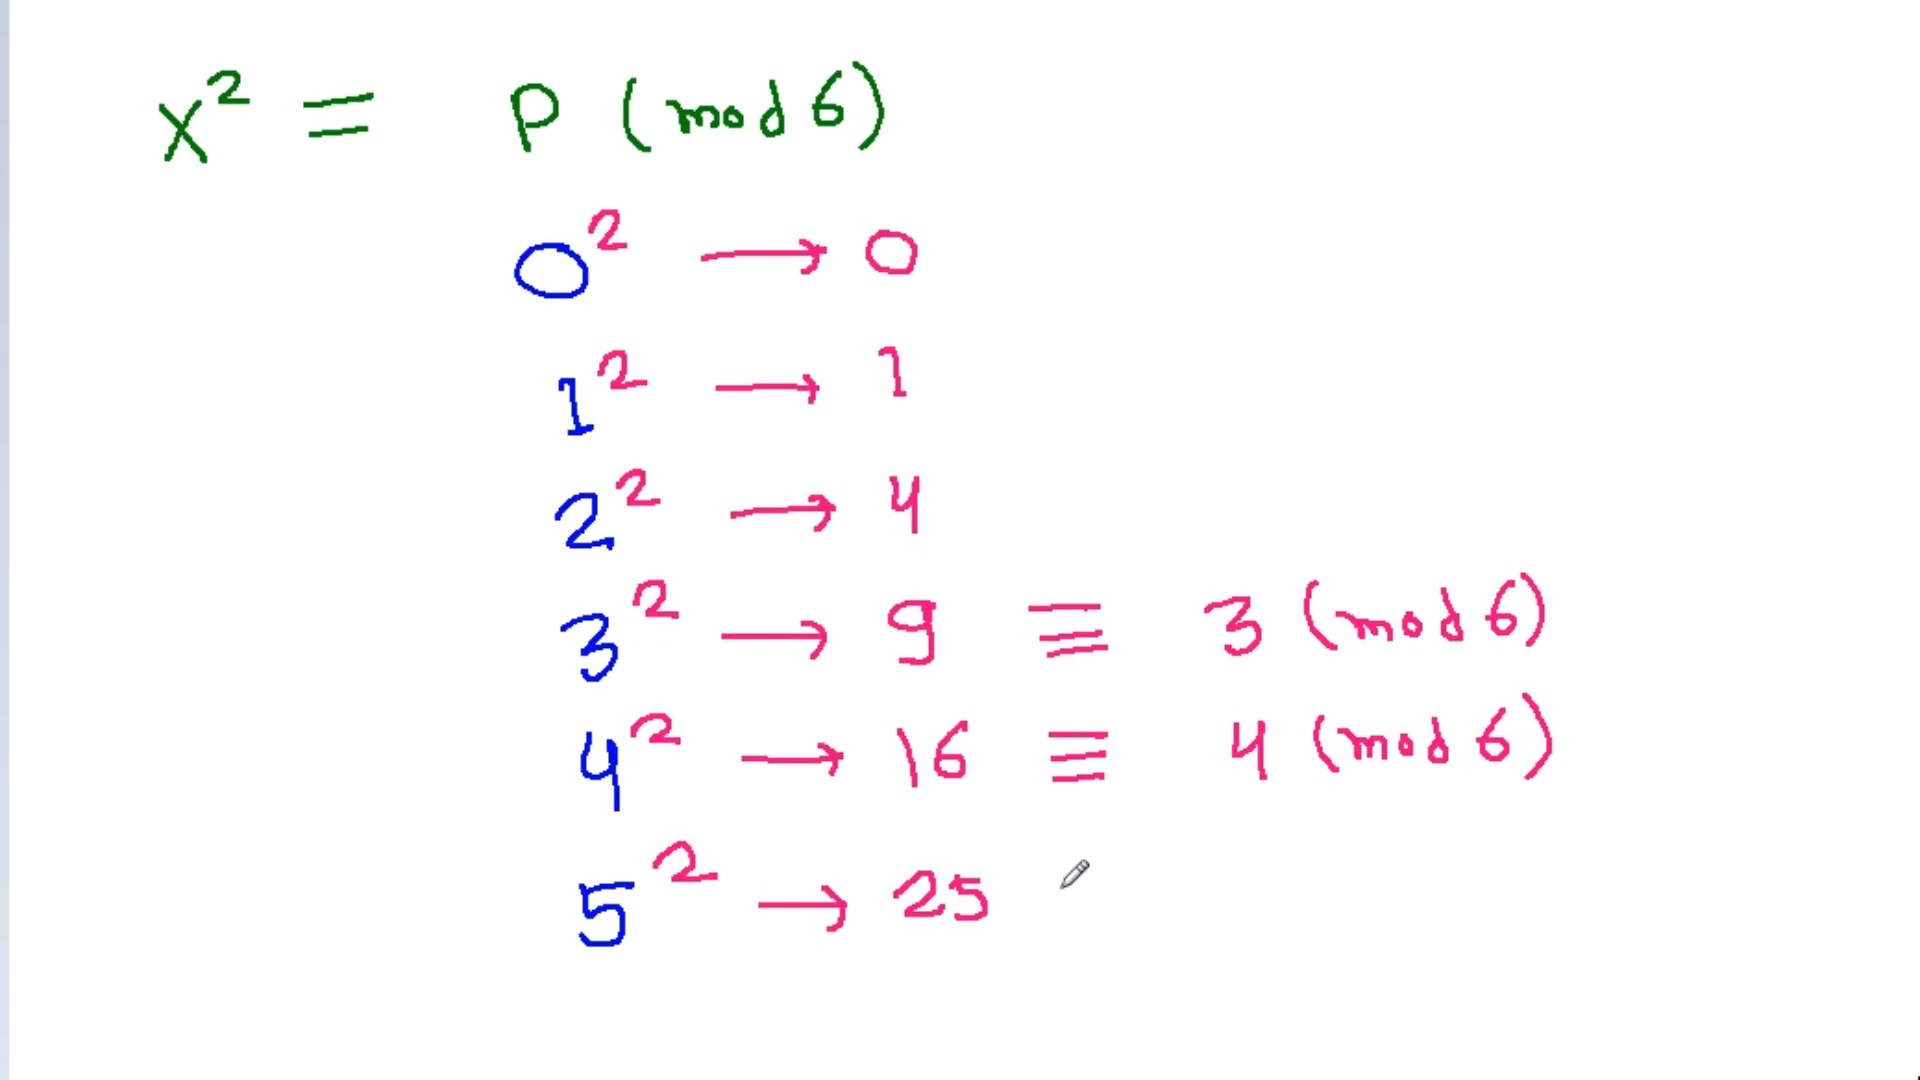 x² = P (mod 6)
0² → 0
1² → 1
2² → 4
3² → 9 ≡ 3 (mod 6)
4² → 16 ≡ 4 (mod 6)
5² → 25